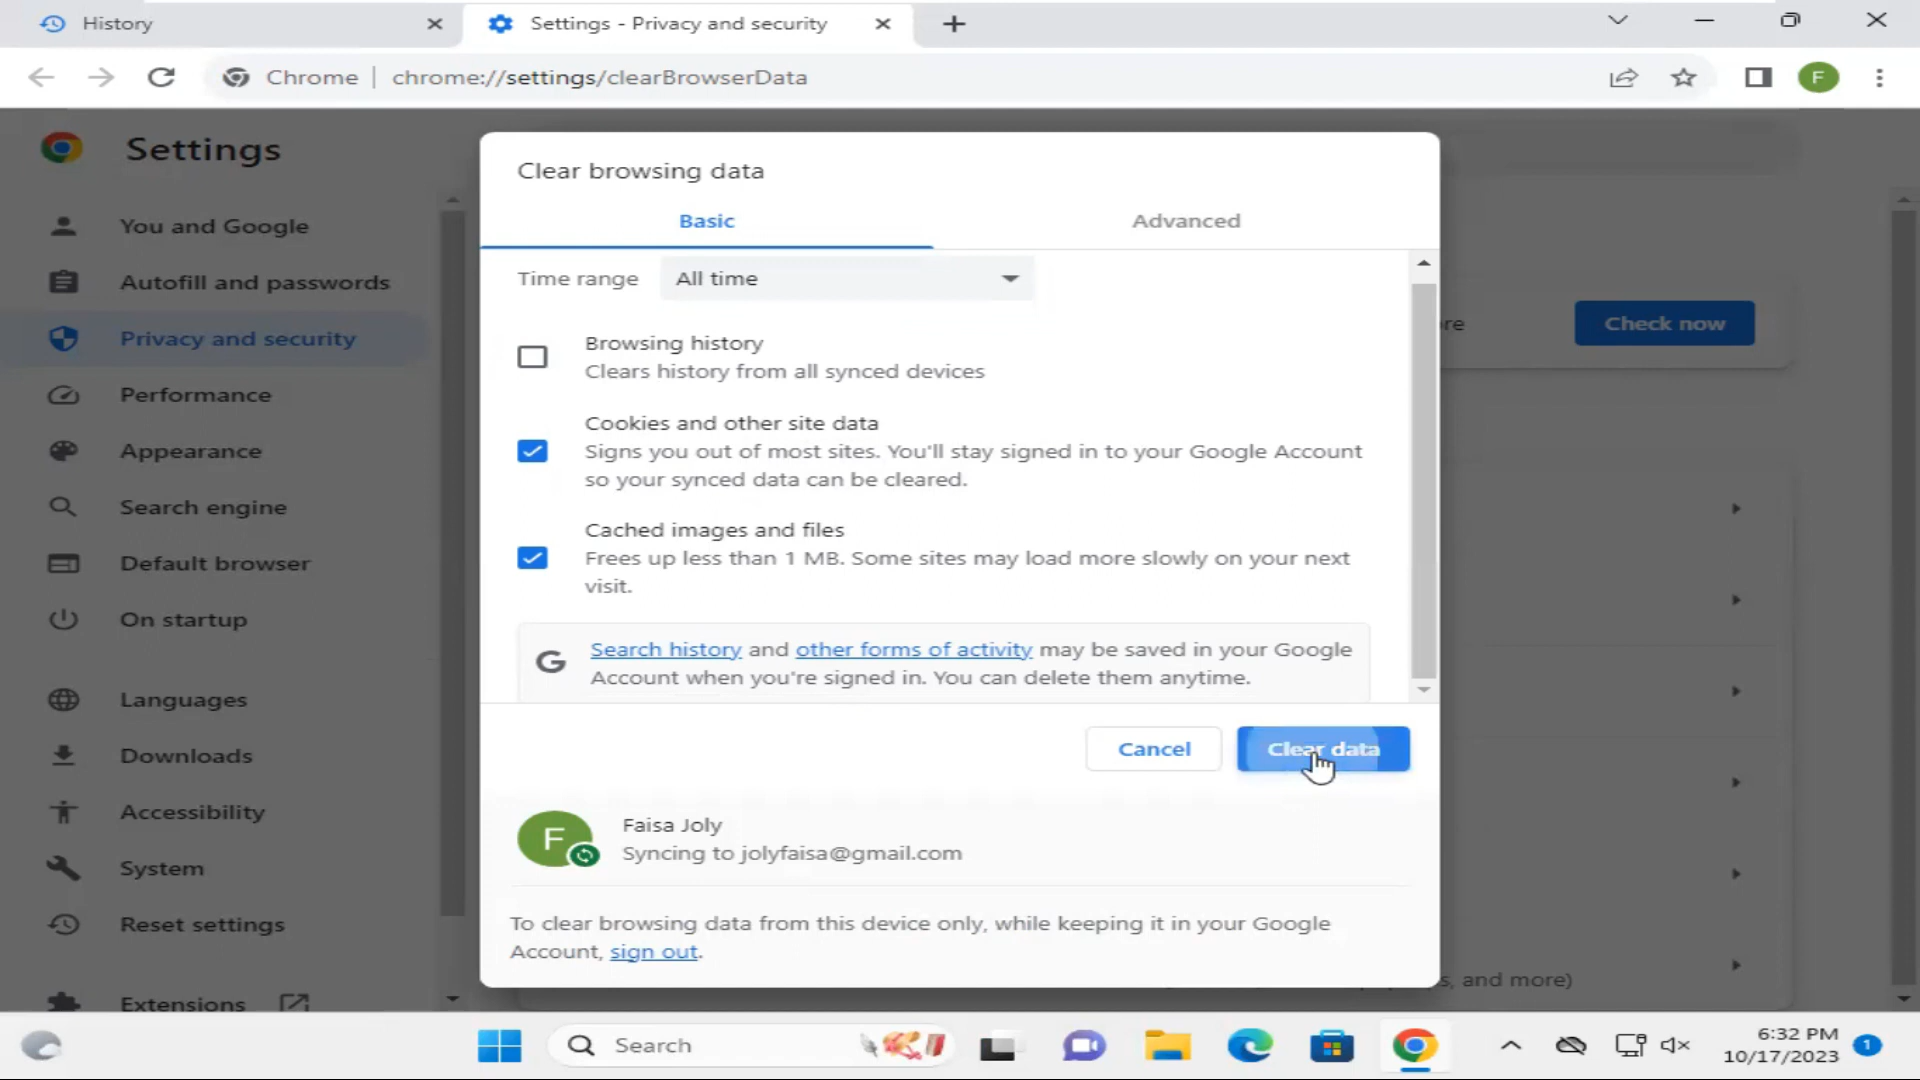 History
Settings - Privacy and security
Chrome | chrome://settings/clearBrowserData
F
Settings
You and Google
Autofill and passwords
Privacy and security
Performance
Appearance
Search engine
Default browser
On startup
Languages
Downloads
Accessibility
System
Reset settings
Extensions
Clear browsing data
Basic
Advanced
Time range
All time
Browsing history
Clears history from all synced devices
Cookies and other site data
Signs you out of most sites. You'll stay signed in to your Google Account
so your synced data can be cleared.
Cached images and files
Frees up less than 1 MB. Some sites may load more slowly on your next
visit.
G
Search history and other forms of activity may be saved in your Google
Account when you're signed in. You can delete them anytime.
Cancel
Clear data
F
Faisa Joly
Syncing to jolyfaisa@gmail.com
To clear browsing data from this device only, while keeping it in your Google
Account, sign out.
Check now
, and more)
Search
6:32 PM
10/17/2023
1